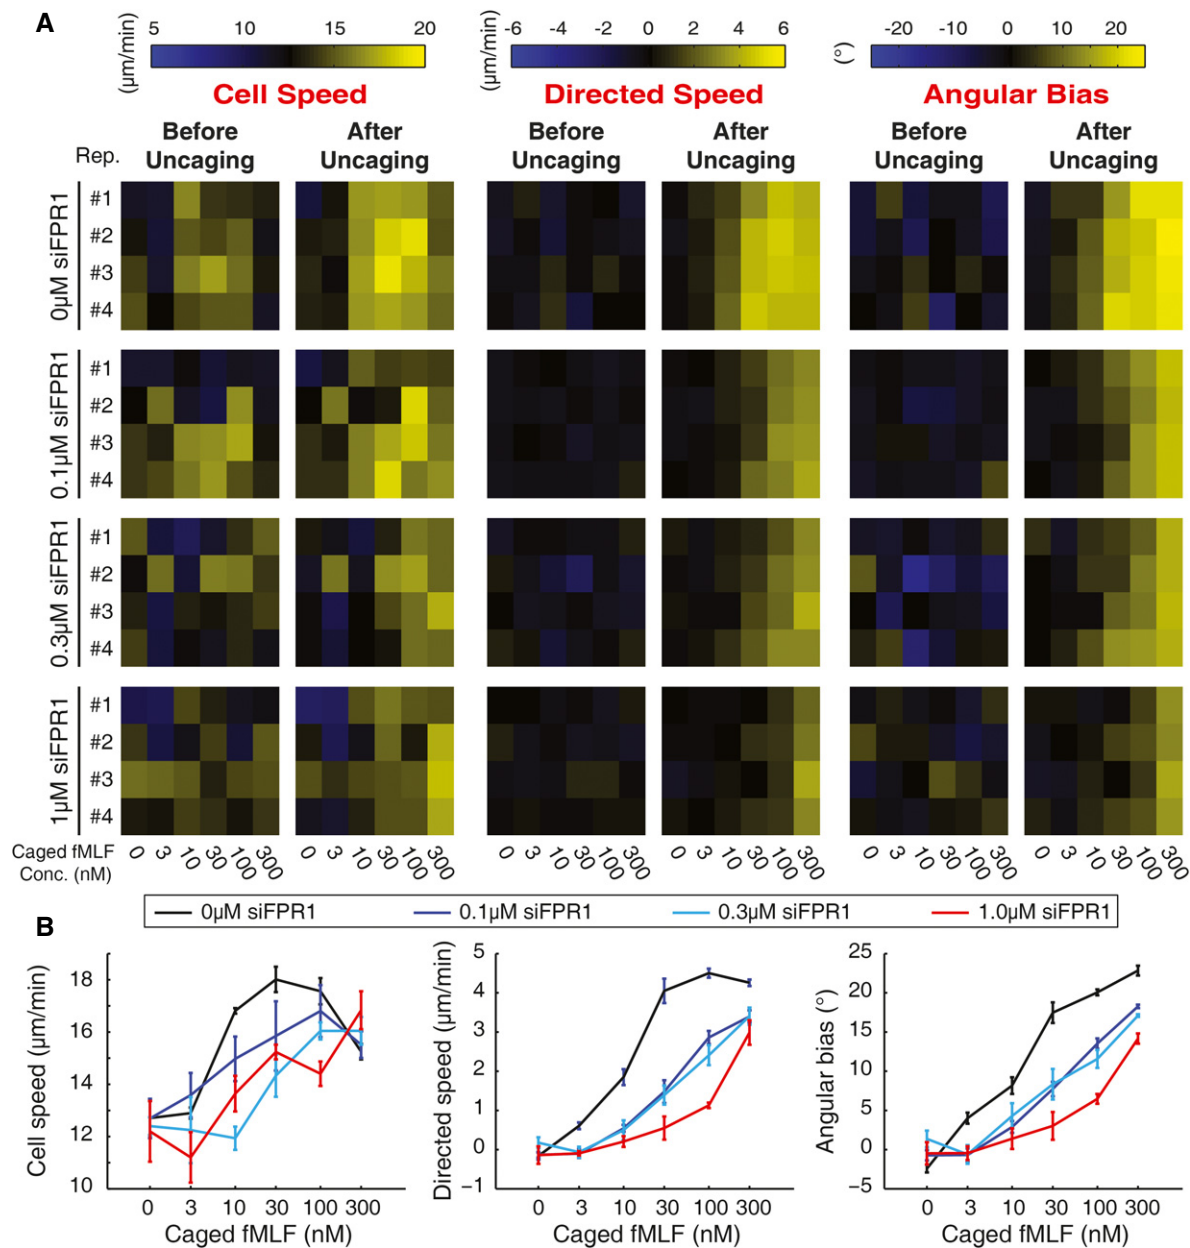 A
(µm/min) 5 10 15 20
(µm/min) -6 -4 -2 0 2 4 6
(°) -20 -10 0 10 20
Cell Speed Directed Speed Angular Bias
Before Uncaging After Uncaging Before Uncaging After Uncaging Before Uncaging After Uncaging
Rep.
0µM siFPR1
#1
#2
#3
#4
0.1µM siFPR1
#1
#2
#3
#4
0.3µM siFPR1
#1
#2
#3
#4
1µM siFPR1
#1
#2
#3
#4
Caged fMLF
Conc. (nM)
0 3 10 30 100 300 0 3 10 30 100 300 0 3 10 30 100 300 0 3 10 30 100 300 0 3 10 30 100 300 0 3 10 30 100 300
B
0µM siFPR1 0.1µM siFPR1 0.3µM siFPR1 1.0µM siFPR1
Cell speed (µm/min)
18
16
14
12
10
0 3 10 30 100 300
Caged fMLF (nM)
Directed speed (µm/min)
5
4
3
2
1
0
−1
0 3 10 30 100 300
Caged fMLF (nM)
Angular bias (°)
25
20
15
10
5
0
−5
0 3 10 30 100 300
Caged fMLF (nM)